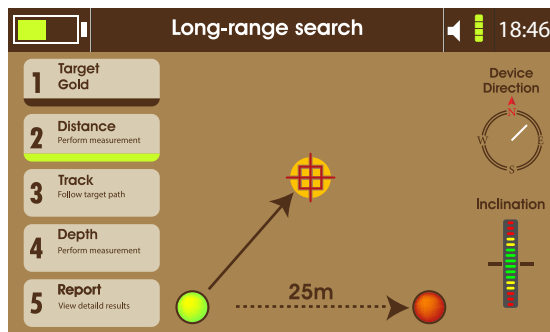 Long-range search
18:46
1 Target
Gold
2 Distance
Perform measurement
3 Track
Follow target path
4 Depth
Perform measurement
5 Report
View detaild results
25m
Device
Direction
N
W E
S
Inclination